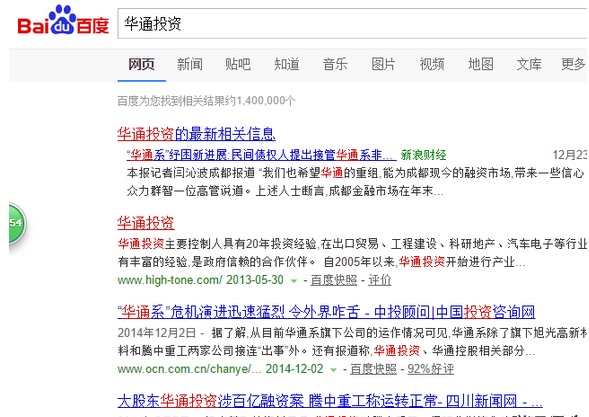 Bai du 百度
华通投资
网页 新闻 贴吧 知道 音乐 图片 视频 地图 文库 更多
百度为您找到相关结果约1,400,000个
华通投资的最新相关信息
“华通系”纾困新进展:民间债权人提出接管华通系非... 新浪财经 12月23
本报记者闫沁波成都报道 “我们也希望华通的重组,能为成都现今的融资市场,带来一些信心
众力群智一位高管说道。上述人士断言,成都金融市场在年末...
54
华通投资
华通投资主要控制人具有20年投资经验,在出口贸易、工程建设、科研地产、汽车电子等行业
有丰富的经验,是政府信赖的合作伙伴。 自2005年以来,华通投资开始进行产业...
www.high-tone.com/ 2013-05-30 - 百度快照 - 评价
“华通系”危机演进迅速猛烈 令外界咋舌 - 中投顾问|中国投资咨询网
2014年12月2日 - 据了解,从目前华通系旗下公司的运作情况可见,华通系除了旗下旭光高新材
料和腾中重工两家公司接连“出事”外。还有报道称,华通投资、华通控股相关部分...
www.ocn.com.cn/chanye/... 2014-12-02 - 百度快照 - 92%好评
大股东华通投资涉百亿融资案 腾中重工称运转正常- 四川新闻网 - ...